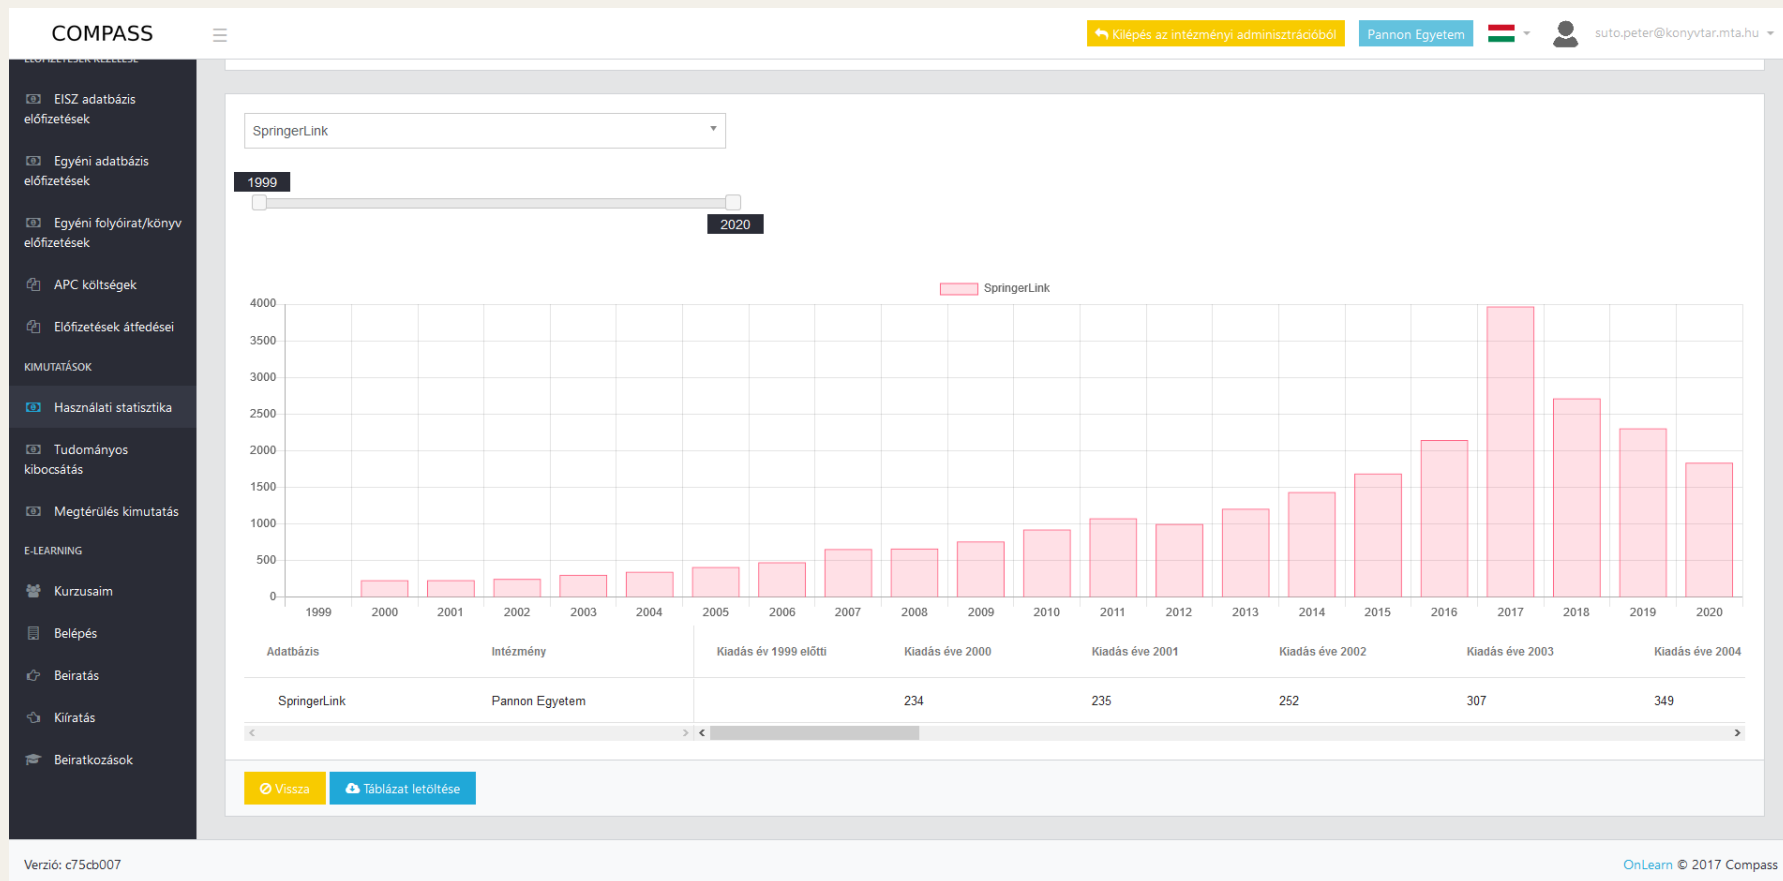 COMPASS
Kilépés az intézményi adminisztrációból
Pannon Egyetem
suto.peter@konyvtar.mta.hu
ELŐFIZETÉSEK KEZELÉSE
EISZ adatbázis
előfizetések
Egyéni adatbázis
előfizetések
Egyéni folyóirat/könyv
előfizetések
APC költségek
Előfizetések átfedései
KIMUTATÁSOK
Használati statisztika
Tudományos
kibocsátás
Megtérülés kimutatás
E-LEARNING
Kurzusaim
Belépés
Beiratás
Kiíratás
Beiratkozások
SpringerLink
1999
2020
SpringerLink
4000
3500
3000
2500
2000
1500
1000
500
0
1999 2000 2001 2002 2003 2004 2005 2006 2007 2008 2009 2010 2011 2012 2013 2014 2015 2016 2017 2018 2019 2020
Adatbázis Intézmény Kiadás év 1999 előtti Kiadás éve 2000 Kiadás éve 2001 Kiadás éve 2002 Kiadás éve 2003 Kiadás éve 2004
SpringerLink Pannon Egyetem 234 235 252 307 349
Vissza
Táblázat letöltése
Verzió: c75cb007
OnLearn © 2017 Compass